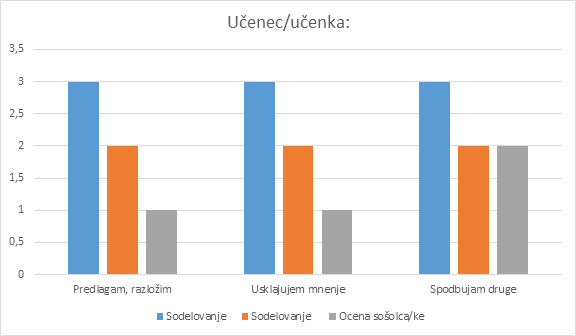 Učenec/učenka:
3,5
3
2,5
2
1,5
1
0,5
0
Predlagam, razložim Usklajujem mnenje Spodbujam druge
Sodelovanje Sodelovanje Ocena sošolca/ke